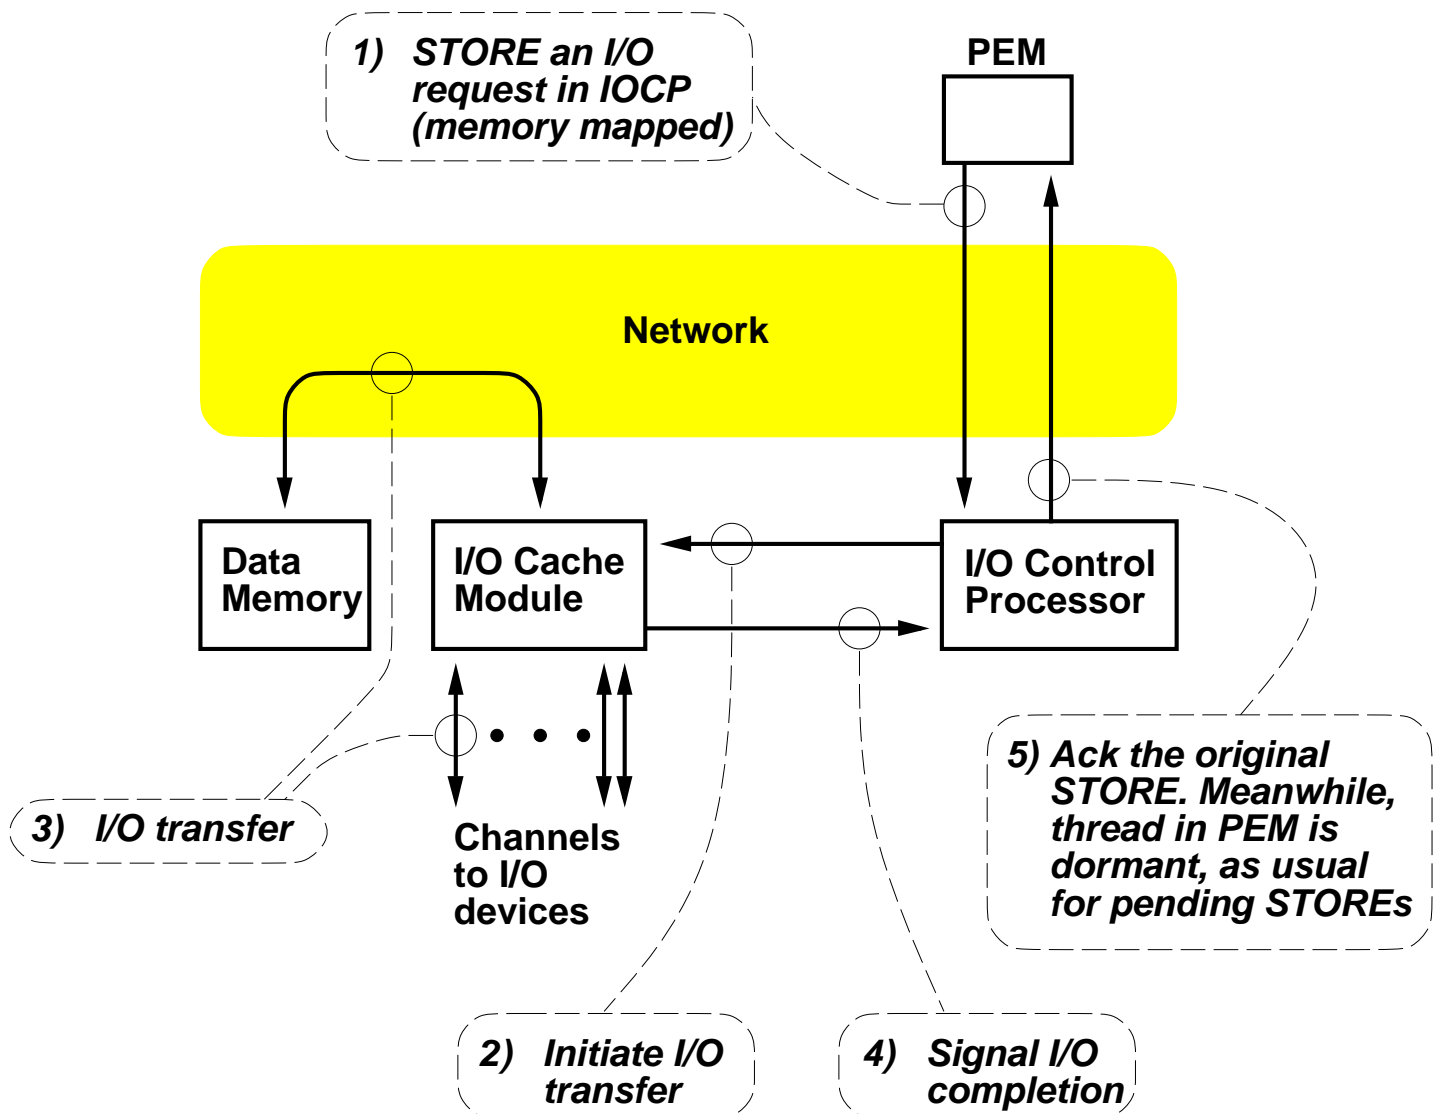 1) STORE an I/O
request in IOCP
(memory mapped)
PEM
Network
Data
Memory
I/O Cache
Module
I/O Control
Processor
3) I/O transfer
Channels
to I/O
devices
5) Ack the original
STORE. Meanwhile,
thread in PEM is
dormant, as usual
for pending STOREs
2) Initiate I/O
transfer
4) Signal I/O
completion